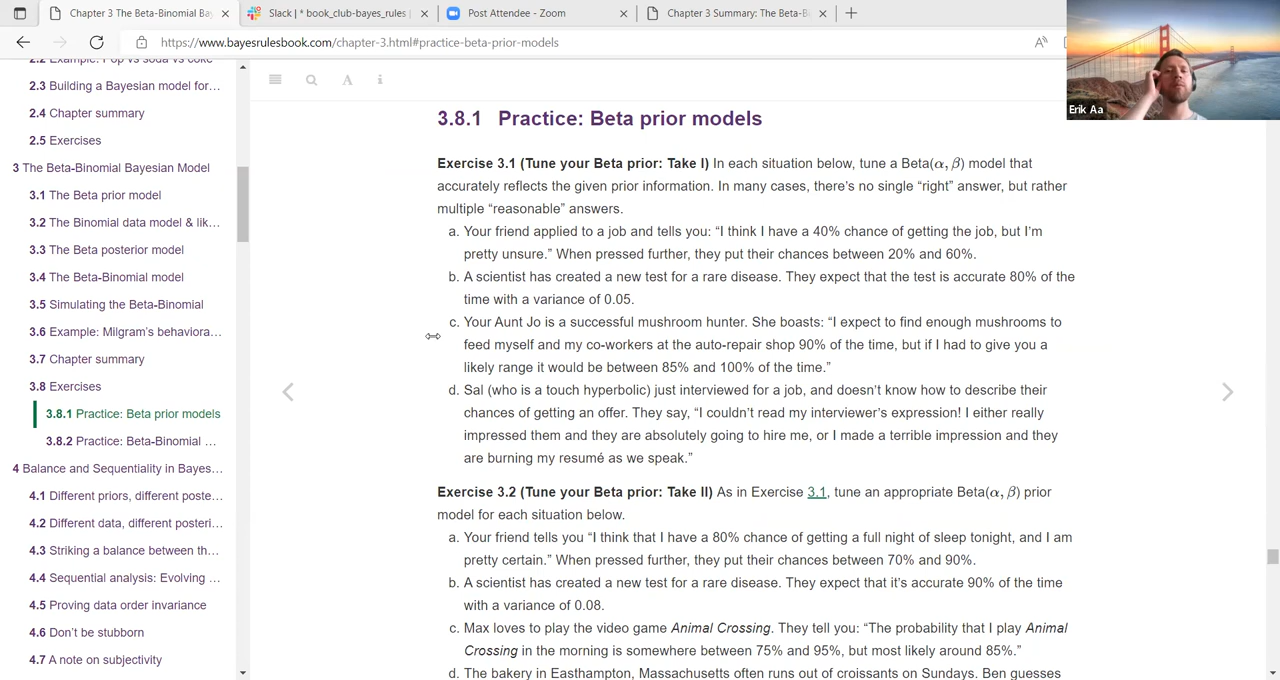 Chapter 3 The Beta-Binomial Ba
Slack | * book_club-bayes_rules |
Post Attendee - Zoom
Chapter 3 Summary: The Beta-B
https://www.bayesrulesbook.com/chapter-3.html#practice-beta-prior-models
Erik Aa
2.2 Example: Pop vs soda vs coke
2.3 Building a Bayesian model for…
2.4 Chapter summary
2.5 Exercises
3 The Beta-Binomial Bayesian Model
3.1 The Beta prior model
3.2 The Binomial data model & lik…
3.3 The Beta posterior model
3.4 The Beta-Binomial model
3.5 Simulating the Beta-Binomial
3.6 Example: Milgram's behaviora…
3.7 Chapter summary
3.8 Exercises
3.8.1 Practice: Beta prior models
3.8.2 Practice: Beta-Binomial …
4 Balance and Sequentiality in Bayes…
4.1 Different priors, different poste…
4.2 Different data, different posteri…
4.3 Striking a balance between th…
4.4 Sequential analysis: Evolving …
4.5 Proving data order invariance
4.6 Don't be stubborn
4.7 A note on subjectivity
3.8.1 Practice: Beta prior models
Exercise 3.1 (Tune your Beta prior: Take I) In each situation below, tune a Beta(α, β) model that
accurately reflects the given prior information. In many cases, there's no single “right” answer, but rather
multiple “reasonable” answers.
a. Your friend applied to a job and tells you: “I think I have a 40% chance of getting the job, but I'm
pretty unsure.” When pressed further, they put their chances between 20% and 60%.
b. A scientist has created a new test for a rare disease. They expect that the test is accurate 80% of the
time with a variance of 0.05.
c. Your Aunt Jo is a successful mushroom hunter. She boasts: “I expect to find enough mushrooms to
feed myself and my co-workers at the auto-repair shop 90% of the time, but if I had to give you a
likely range it would be between 85% and 100% of the time.”
d. Sal (who is a touch hyperbolic) just interviewed for a job, and doesn't know how to describe their
chances of getting an offer. They say, “I couldn't read my interviewer's expression! I either really
impressed them and they are absolutely going to hire me, or I made a terrible impression and they
are burning my resumé as we speak.”
Exercise 3.2 (Tune your Beta prior: Take II) As in Exercise 3.1, tune an appropriate Beta(α, β) prior
model for each situation below.
a. Your friend tells you “I think that I have a 80% chance of getting a full night of sleep tonight, and I am
pretty certain.” When pressed further, they put their chances between 70% and 90%.
b. A scientist has created a new test for a rare disease. They expect that it's accurate 90% of the time
with a variance of 0.08.
c. Max loves to play the video game Animal Crossing. They tell you: “The probability that I play Animal
Crossing in the morning is somewhere between 75% and 95%, but most likely around 85%.”
d. The bakery in Easthampton, Massachusetts often runs out of croissants on Sundays. Ben guesses